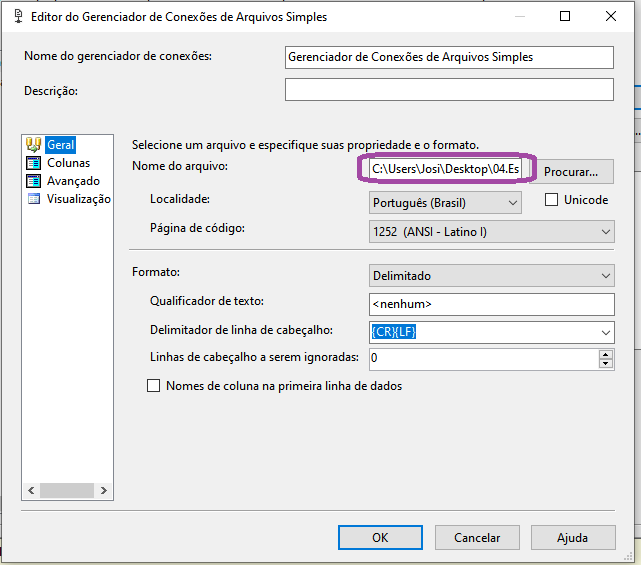 Editor do Gerenciador de Conexões de Arquivos Simples
Nome do gerenciador de conexões:
Gerenciador de Conexões de Arquivos Simples
Descrição:
Geral
Colunas
Avançado
Visualização
Selecione um arquivo e especifique suas propriedade e o formato.
Nome do arquivo:
C:\Users\Josi\Desktop\04.Es
Procurar...
Localidade:
Português (Brasil)
Unicode
Página de código:
1252 (ANSI - Latino I)
Formato:
Delimitado
Qualificador de texto:
<nenhum>
Delimitador de linha de cabeçalho:
{CR}{LF}
Linhas de cabeçalho a serem ignoradas:
0
Nomes de coluna na primeira linha de dados
OK
Cancelar
Ajuda